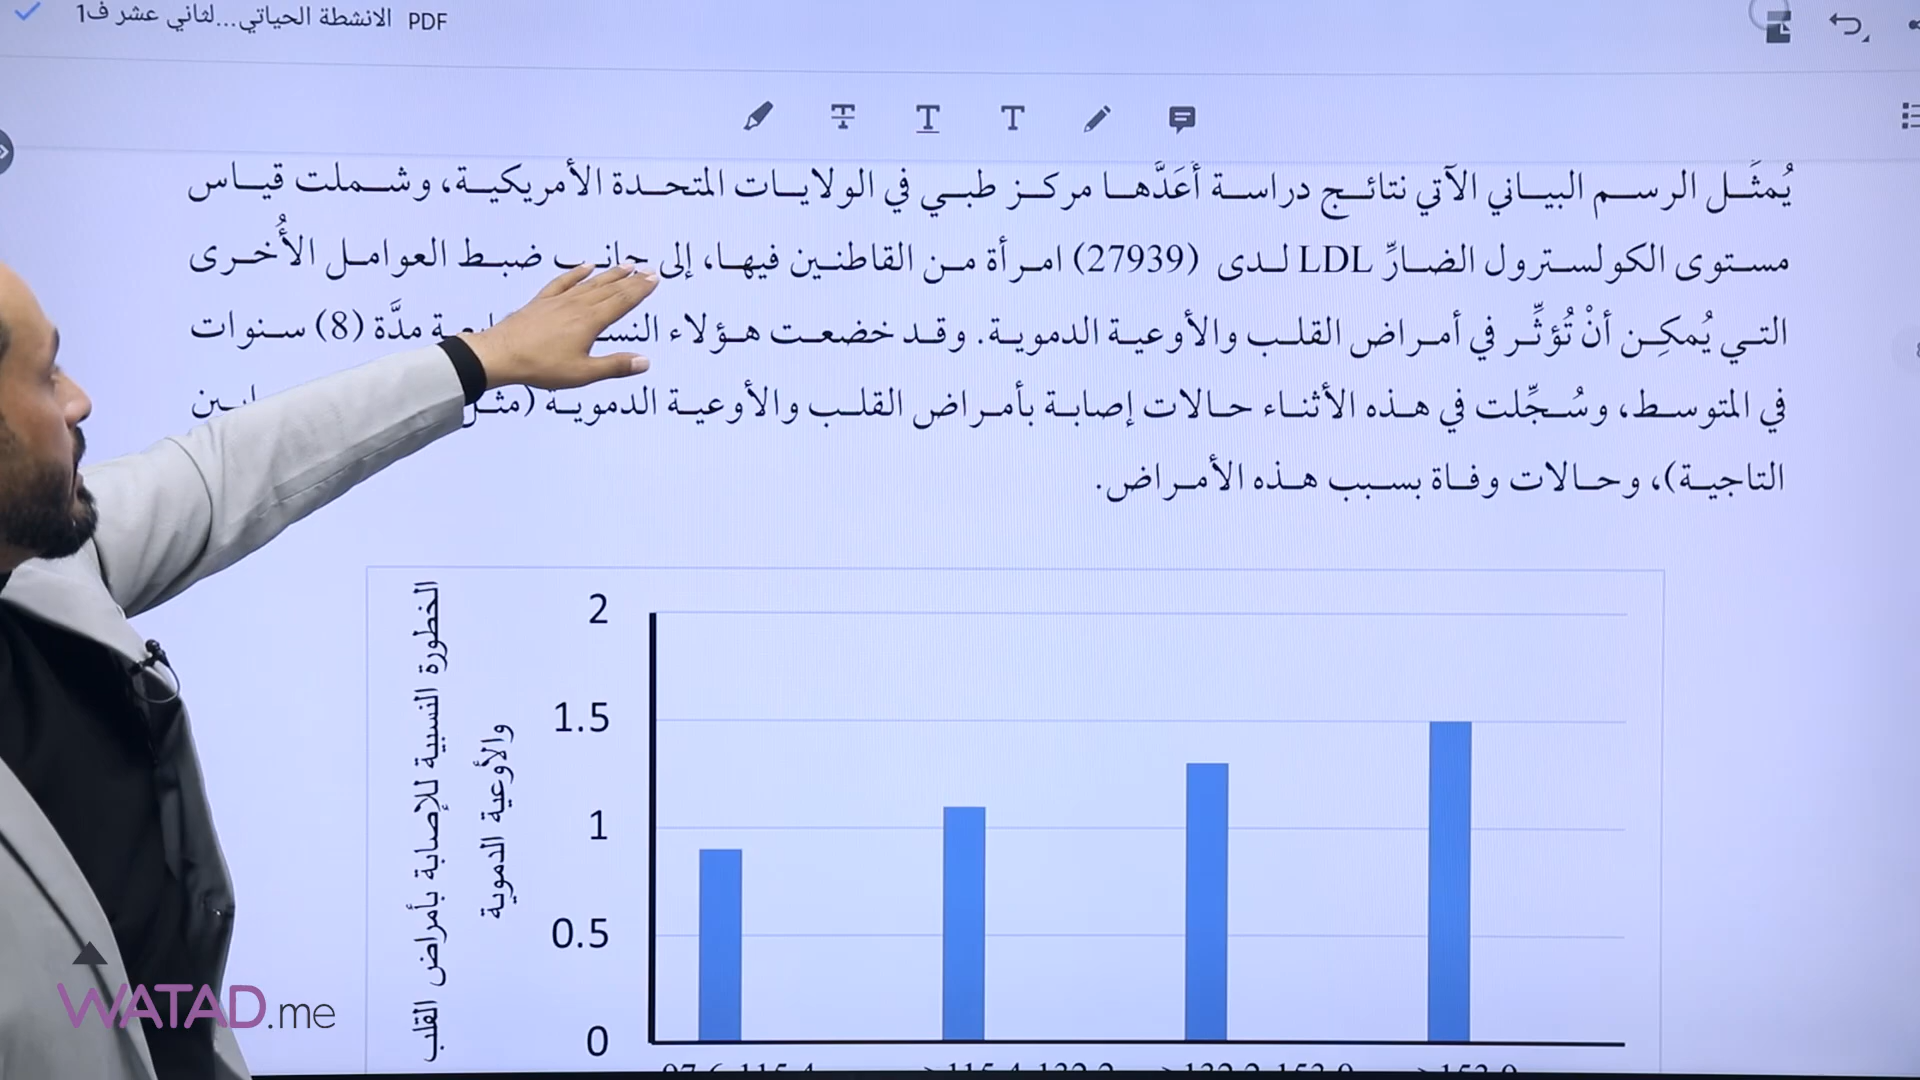 الانشطة الحياتي...لثاني عشر ف1 PDF
يُمثِّل الرسم البياني الآتي نتائج دراسة أعَدَّها مركز طبي في الولايات المتحدة الأمريكية، وشملت قياس
مستوى الكولسترول الضارِّ LDL لدى (27939) امرأة من القاطنين فيها، إلى جانب ضبط العوامل الأُخرى
التي يُمكِن أنْ تُؤثِّر في أمراض القلب والأوعية الدموية. وقد خضعت هؤلاء مدَّة (8) سنوات
في المتوسط، وسُجِّلت في هذه الأثناء حالات إصابة بأمراض القلب والأوعية الدموية (مثل
التاجية)، وحالات وفاة بسبب هذه الأمراض.
الخطورة النسبية للإصابة بأمراض القلب
والأوعية الدموية
2
1.5
1
0.5
0
WATAD.me